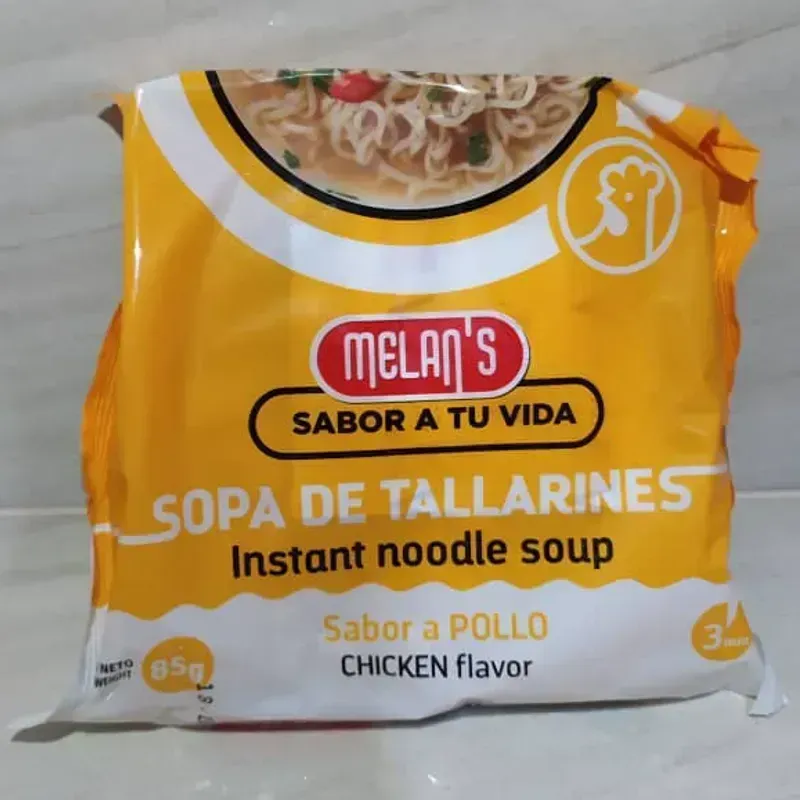 MELAN'S
SABOR A TU VIDA
SOPA DE TALLARINES
Instant noodle soup
Sabor a POLLO
CHICKEN flavor
3
NETO
WEIGHT
85g